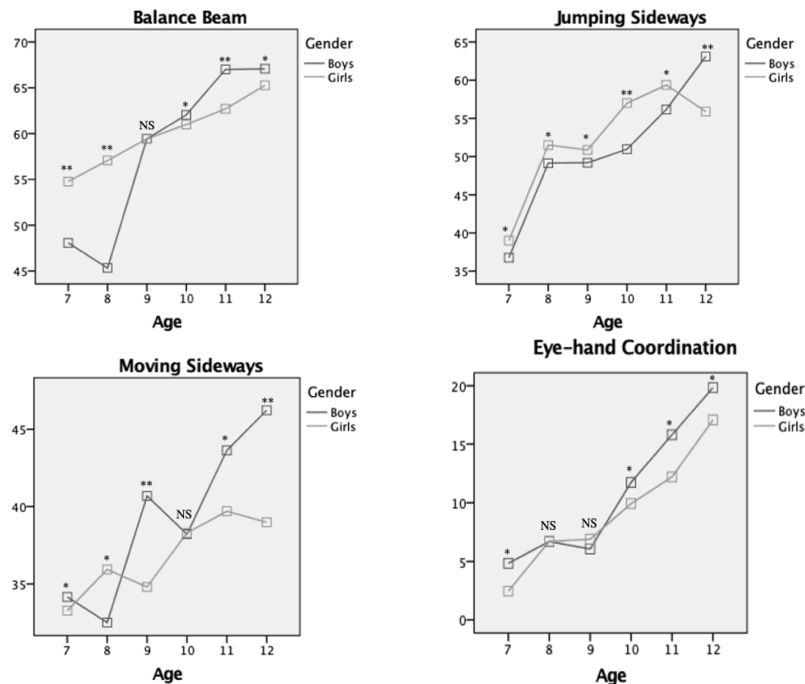 Balance Beam
70
65
60
55
50
45
**
**
NS
*
**
*
7 8 9 10 11 12
Age
Gender
Boys
Girls
Jumping Sideways
65
60
55
50
45
40
35
*
*
*
**
*
**
7 8 9 10 11 12
Age
Gender
Boys
Girls
Moving Sideways
45
40
35
*
*
**
NS
*
**
7 8 9 10 11 12
Age
Gender
Boys
Girls
Eye-hand Coordination
20
15
10
5
0
*
NS
NS
*
*
*
7 8 9 10 11 12
Age
Gender
Boys
Girls